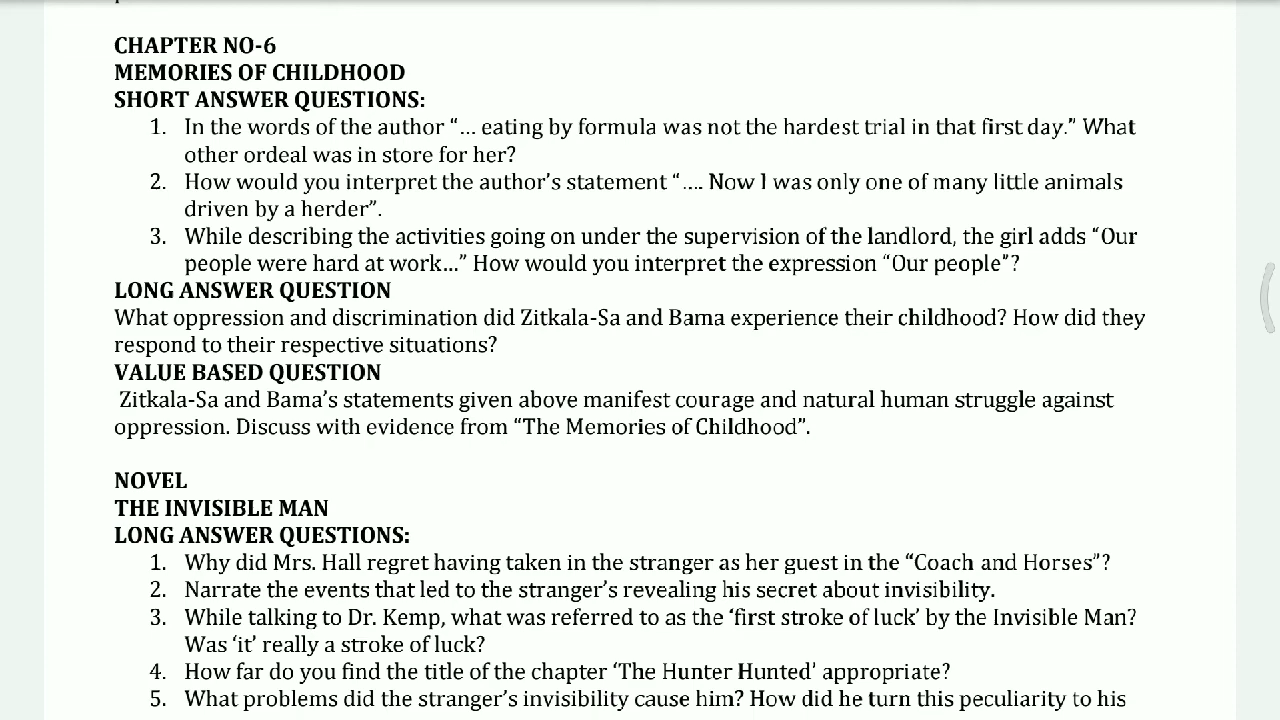 CHAPTER NO-6
MEMORIES OF CHILDHOOD
SHORT ANSWER QUESTIONS:
1. In the words of the author “... eating by formula was not the hardest trial in that first day.” What
other ordeal was in store for her?
2. How would you interpret the author’s statement “.... Now I was only one of many little animals
driven by a herder”.
3. While describing the activities going on under the supervision of the landlord, the girl adds “Our
people were hard at work...” How would you interpret the expression “Our people”?
LONG ANSWER QUESTION
What oppression and discrimination did Zitkala-Sa and Bama experience their childhood? How did they
respond to their respective situations?
VALUE BASED QUESTION
Zitkala-Sa and Bama’s statements given above manifest courage and natural human struggle against
oppression. Discuss with evidence from “The Memories of Childhood”.
NOVEL
THE INVISIBLE MAN
LONG ANSWER QUESTIONS:
1. Why did Mrs. Hall regret having taken in the stranger as her guest in the “Coach and Horses”?
2. Narrate the events that led to the stranger’s revealing his secret about invisibility.
3. While talking to Dr. Kemp, what was referred to as the ‘first stroke of luck’ by the Invisible Man?
Was ‘it’ really a stroke of luck?
4. How far do you find the title of the chapter ‘The Hunter Hunted’ appropriate?
5. What problems did the stranger’s invisibility cause him? How did he turn this peculiarity to his